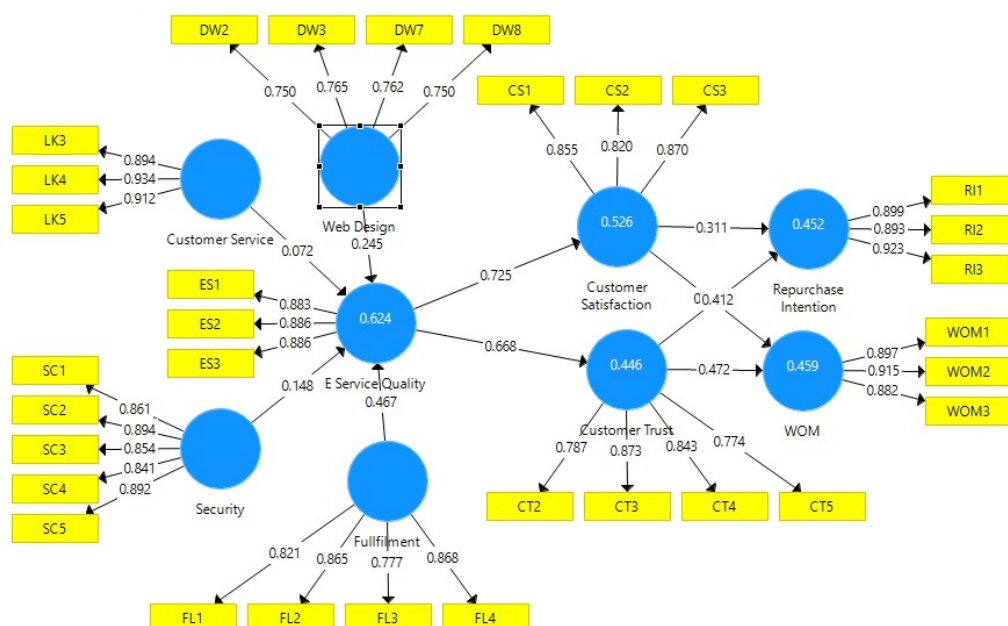 DW2 DW3 DW7 DW8
0.750 0.765 0.762 0.750
CS1 CS2 CS3
0.855 0.820 0.870
LK3
LK4
LK5
0.894
0.934
0.912
Customer Service
Web Design
0.072
0.245
ES1
ES2
ES3
0.883
0.886
0.886
0.624
E Service Quality
0.725
0.668
0.526
Customer
Satisfaction
0.311
0.452
Repurchase
Intention
0.899
0.893
0.923
RI1
RI2
RI3
0.412
0.446
Customer Trust
0.472
0.459
WOM
0.897
0.915
0.882
WOM1
WOM2
WOM3
0.787 0.873 0.843 0.774
CT2 CT3 CT4 CT5
SC1
SC2
SC3
SC4
SC5
0.861
0.894
0.854
0.841
0.892
Security
0.148
0.467
Fullfilment
0.821 0.865 0.777 0.868
FL1 FL2 FL3 FL4